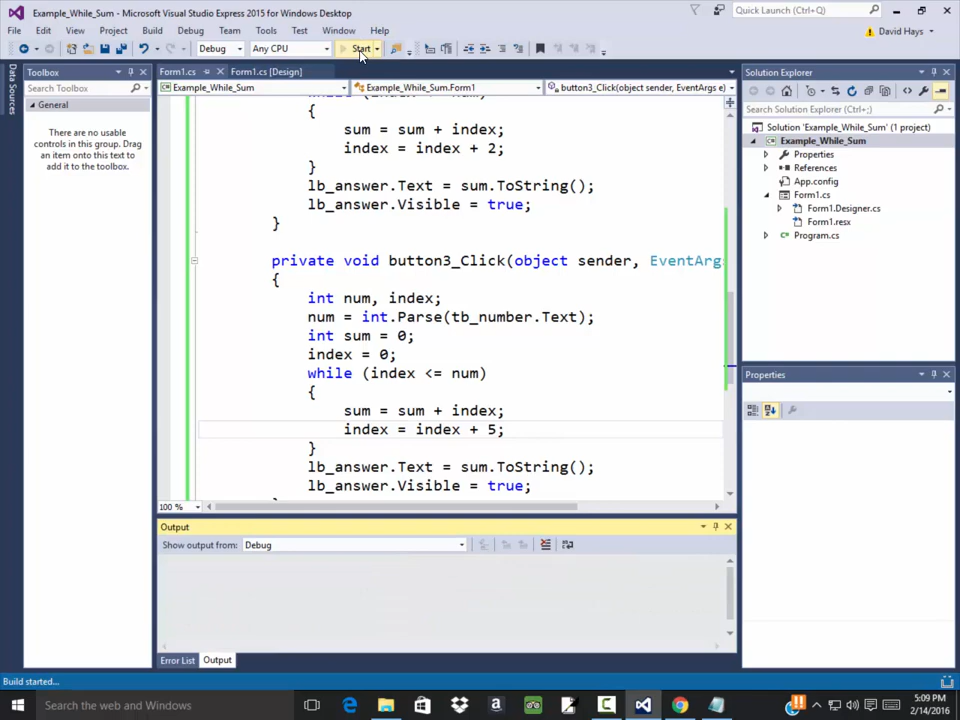 Example_While_Sum - Microsoft Visual Studio Express 2015 for Windows Desktop
Quick Launch (Ctrl+Q)
File Edit View Project Build Debug Team Tools Test Window Help
David Hays
Debug Any CPU Start
Data Sources
Toolbox
Search Toolbox
General
There are no usable
controls in this group. Drag
an item onto this text to
add it to the toolbox.
Form1.cs Form1.cs [Design]
Example_While_Sum Example_While_Sum.Form1 button3_Click(object sender, EventArgs e)
{
sum = sum + index;
index = index + 2;
}
lb_answer.Text = sum.ToString();
lb_answer.Visible = true;
}
private void button3_Click(object sender, EventArg
{
int num, index;
num = int.Parse(tb_number.Text);
int sum = 0;
index = 0;
while (index <= num)
{
sum = sum + index;
index = index + 5;
}
lb_answer.Text = sum.ToString();
lb_answer.Visible = true;
100 %
Output
Show output from: Debug
Error List Output
Solution Explorer
Search Solution Explorer (Ctrl+;)
Solution 'Example_While_Sum' (1 project)
Example_While_Sum
Properties
References
App.config
Form1.cs
Form1.Designer.cs
Form1.resx
Program.cs
Properties
Build started...
Search the web and Windows
5:09 PM
2/14/2016